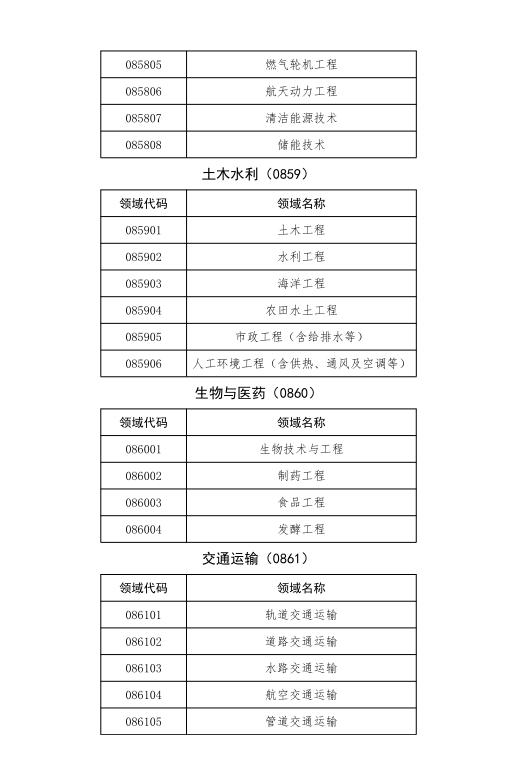 085805 燃气轮机工程
085806 航天动力工程
085807 清洁能源技术
085808 储能技术
土木水利（0859）
领域代码 领域名称
085901 土木工程
085902 水利工程
085903 海洋工程
085904 农田水土工程
085905 市政工程（含给排水等）
085906 人工环境工程（含供热、通风及空调等）
生物与医药（0860）
领域代码 领域名称
086001 生物技术与工程
086002 制药工程
086003 食品工程
086004 发酵工程
交通运输（0861）
领域代码 领域名称
086101 轨道交通运输
086102 道路交通运输
086103 水路交通运输
086104 航空交通运输
086105 管道交通运输